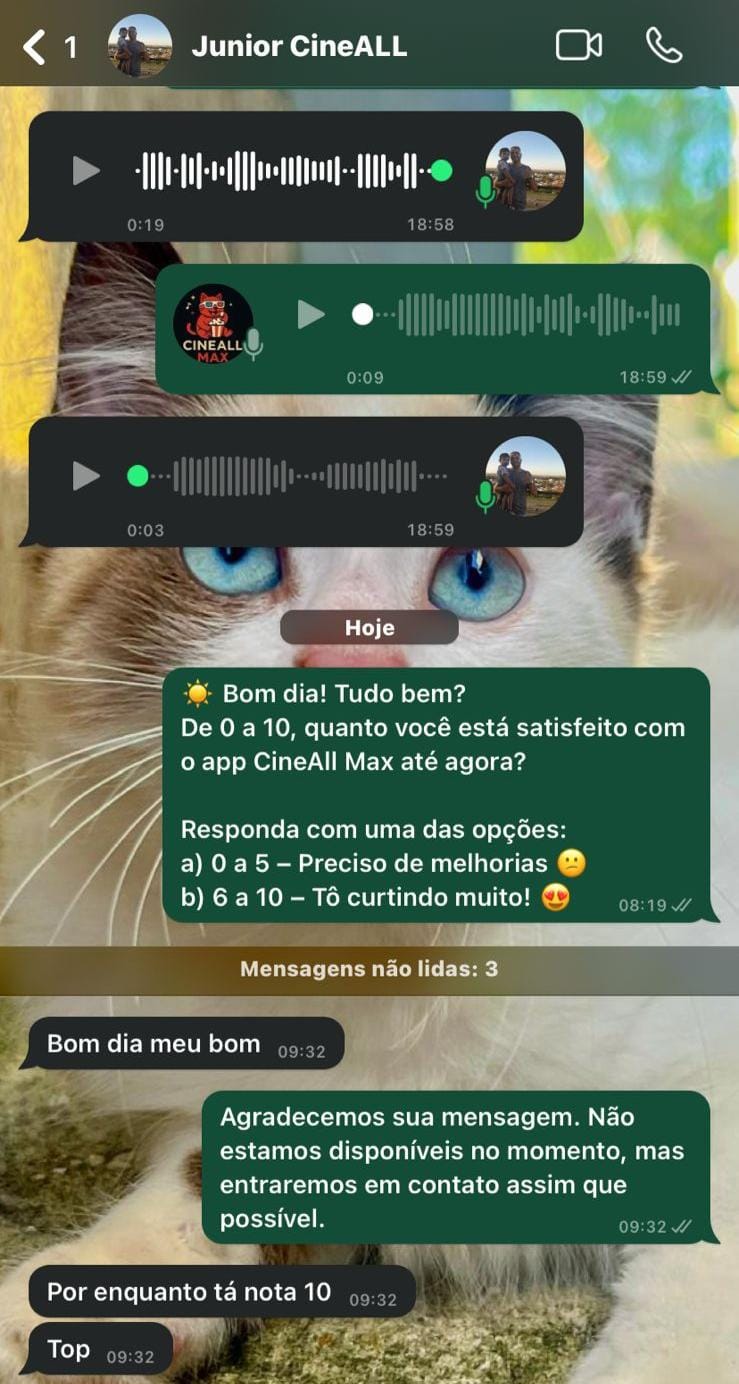 1 Junior CineALL
0:19 18:58
CINEALL
MAX
0:09 18:59
0:03 18:59
Hoje
☀️ Bom dia! Tudo bem?
De 0 a 10, quanto você está satisfeito com
o app CineAll Max até agora?
Responda com uma das opções:
a) 0 a 5 – Preciso de melhorias 😕
b) 6 a 10 – Tô curtindo muito! 😍 08:19
Mensagens não lidas: 3
Bom dia meu bom 09:32
Agradecemos sua mensagem. Não
estamos disponíveis no momento, mas
entraremos em contato assim que
possível. 09:32
Por enquanto tá nota 10 09:32
Top 09:32